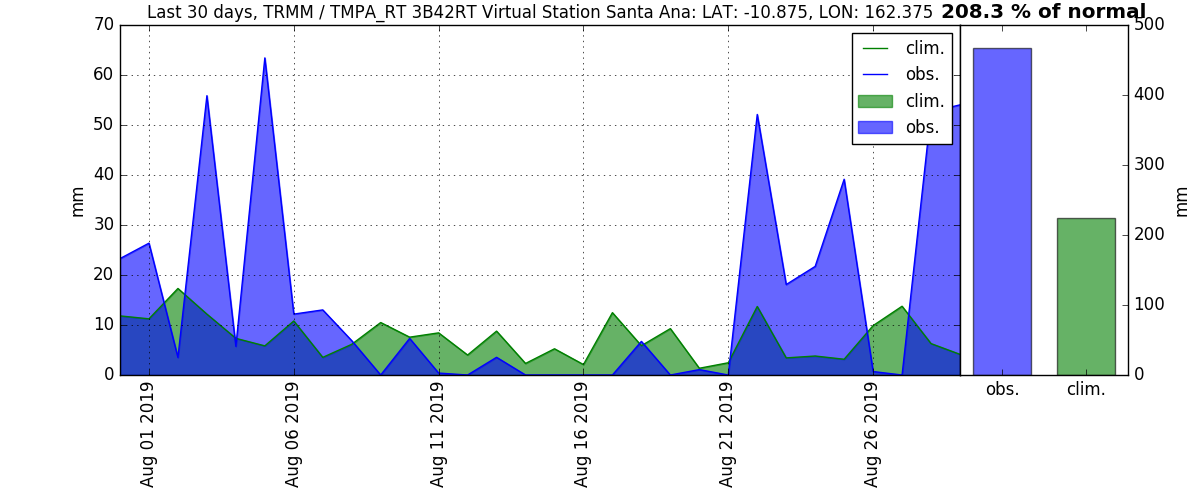 Last 30 days, TRMM / TMPA_RT 3B42RT Virtual Station Santa Ana: LAT: -10.875, LON: 162.375 208.3 % of normal
70
60
50
40
30
20
10
0
mm
clim.
obs.
clim.
obs.
500
400
300
200
100
0
mm
obs.
clim.
Aug 01 2019
Aug 06 2019
Aug 11 2019
Aug 16 2019
Aug 21 2019
Aug 26 2019